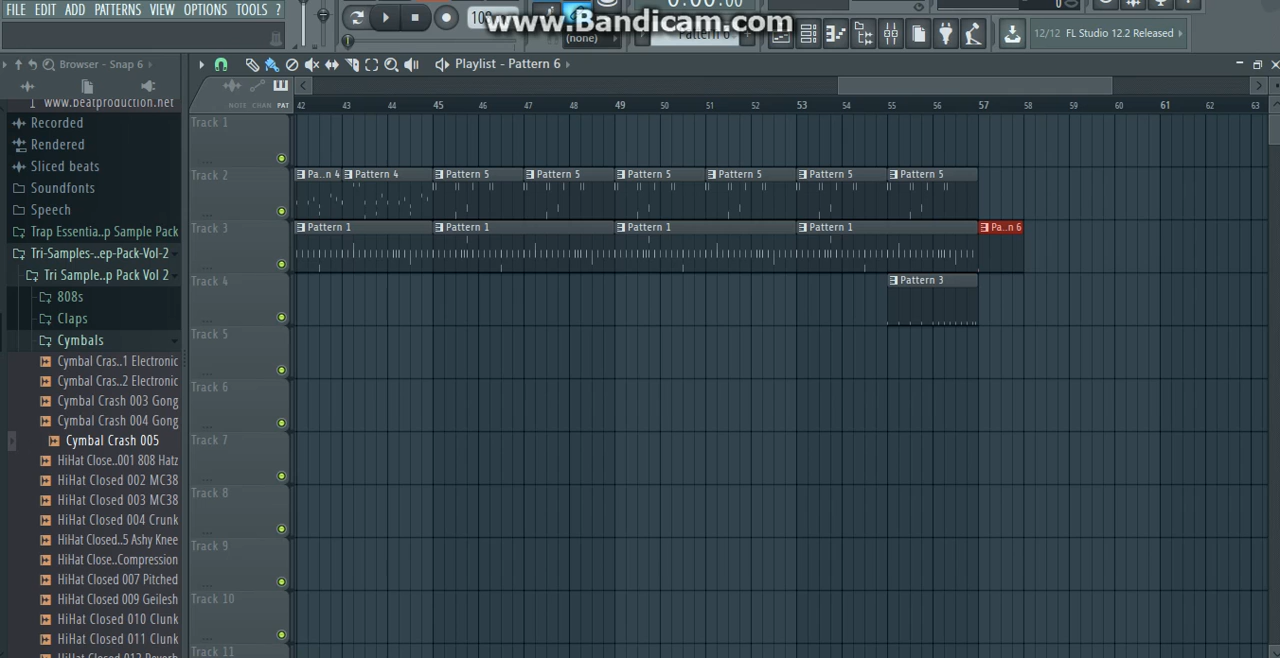 FILE EDIT ADD PATTERNS VIEW OPTIONS TOOLS ?
www.Bandicam.com
0:00:00
(none)
Pattern 6
12/12 FL Studio 12.2 Released
Browser - Snap 6
Playlist - Pattern 6
NOTE CHAN PAT
42 43 44 45 46 47 48 49 50 51 52 53 54 55 56 57 58 59 60 61 62 63
www.beatproduction.net
Recorded
Rendered
Sliced beats
Soundfonts
Speech
Trap Essentia..p Sample Pack
Tri-Samples-..ep-Pack-Vol-2
Tri Sample..p Pack Vol 2
808s
Claps
Cymbals
Cymbal Cras..1 Electronic
Cymbal Cras..2 Electronic
Cymbal Crash 003 Gong
Cymbal Crash 004 Gong
Cymbal Crash 005
HiHat Close..001 808 Hatz
HiHat Closed 002 MC38
HiHat Closed 003 MC38
HiHat Closed 004 Crunk
HiHat Closed..5 Ashy Knee
HiHat Close..Compression
HiHat Closed 007 Pitched
HiHat Closed 009 Geilesh
HiHat Closed 010 Clunk
HiHat Closed 011 Clunk
Track 1
Track 2
Pa..n 4 Pattern 4 Pattern 5 Pattern 5 Pattern 5 Pattern 5 Pattern 5 Pattern 5
Track 3
Pattern 1 Pattern 1 Pattern 1 Pattern 1 Pa..n 6
Track 4
Pattern 3
Track 5
Track 6
Track 7
Track 8
Track 9
Track 10
Track 11